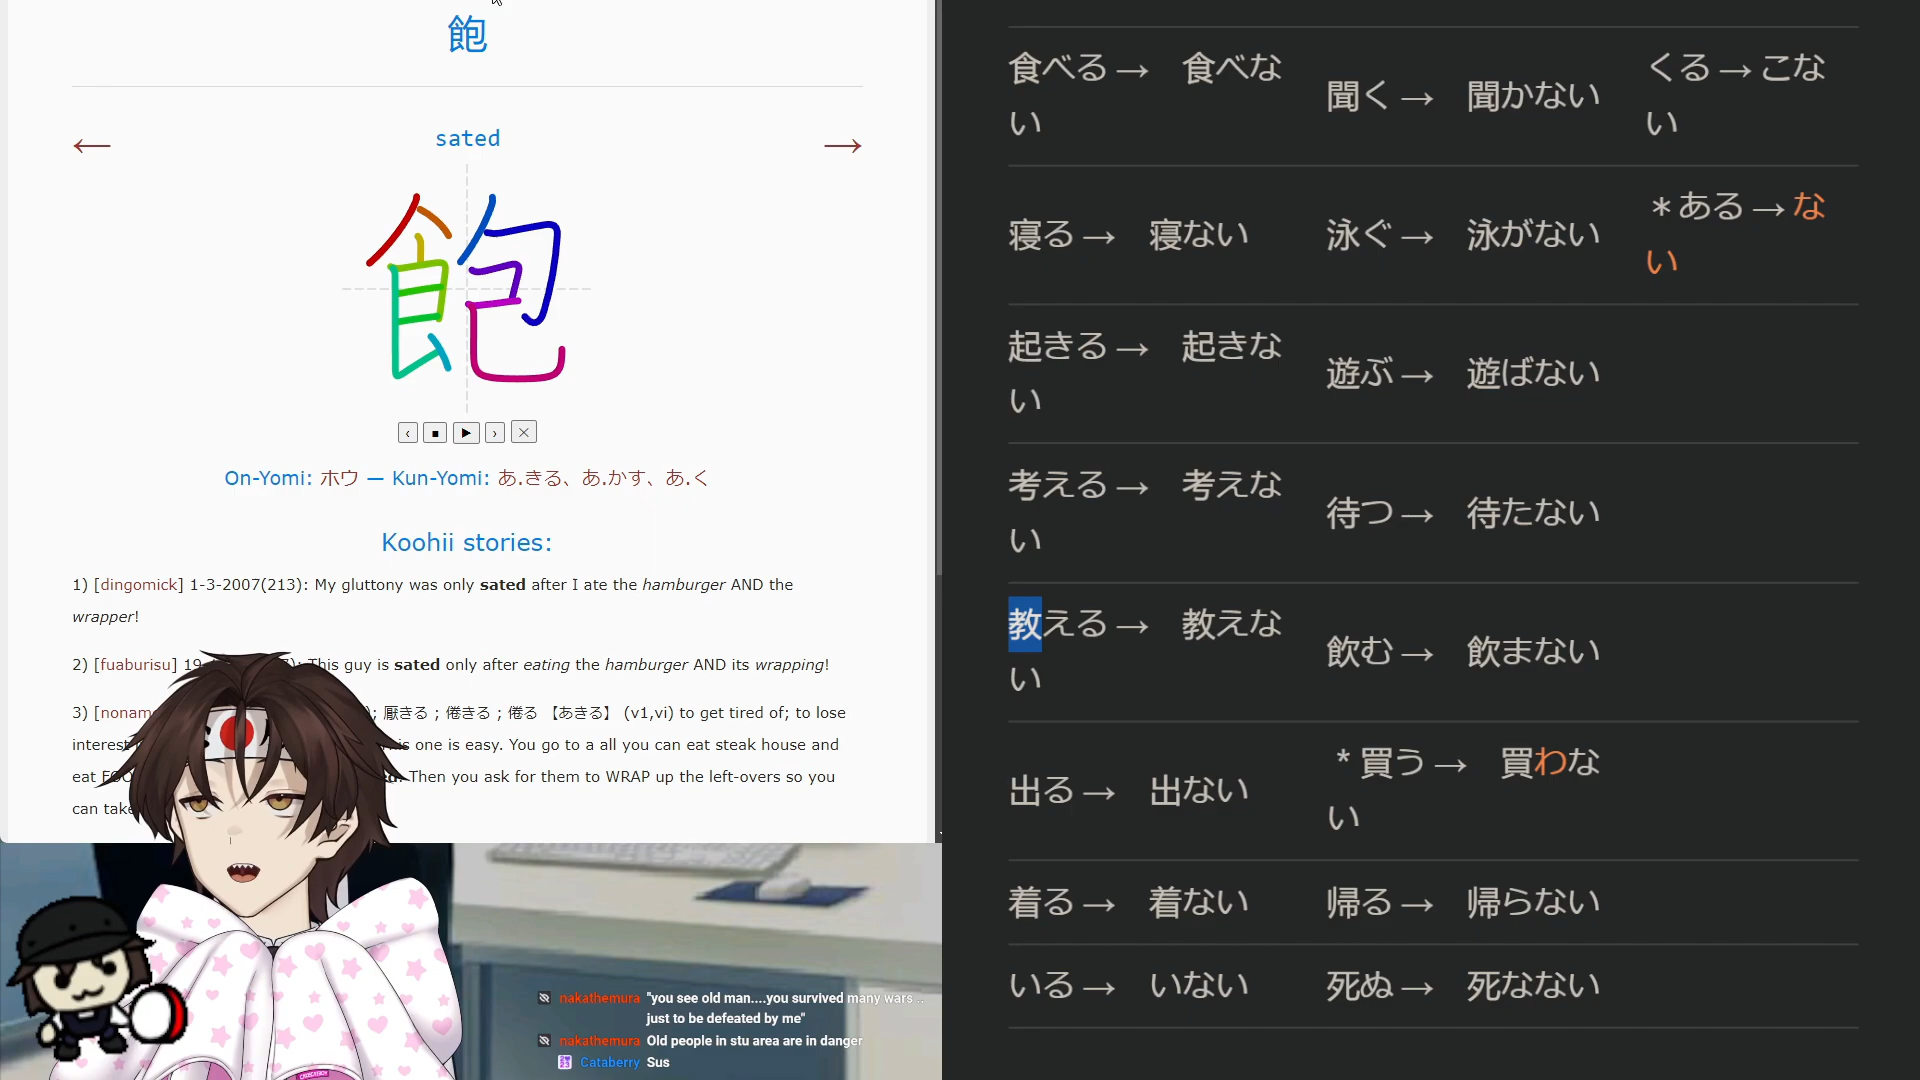 飽
← sated →
‹ ■ ▶ › ×
On-Yomi: ホウ — Kun-Yomi: あ.きる、あ.かす、あ.く
Koohii stories:
1) [dingomick] 1-3-2007(213): My gluttony was only sated after I ate the hamburger AND the
wrapper!
2) [fuaburisu] 19 This guy is sated only after eating the hamburger AND its wrapping!
3) [nonam ; 厭きる ; 倦きる ; 倦る 【あきる】 (v1,vi) to get tired of; to lose
interest is one is easy. You go to a all you can eat steak house and
eat Then you ask for them to WRAP up the left-overs so you
can take
食べる→ 食べな
い
聞く→ 聞かない
くる→こな
い
寝る→ 寝ない
泳ぐ→ 泳がない
*ある→な
い
起きる→ 起きな
い
遊ぶ→ 遊ばない
考える→ 考えな
い
待つ→ 待たない
教える→ 教えな
い
飲む→ 飲まない
出る→ 出ない
*買う→ 買わな
い
着る→ 着ない
帰る→ 帰らない
いる→ いない
死ぬ→ 死なない
nakathemura "you see old man....you survived many wars ..
just to be defeated by me"
nakathemura Old people in stu area are in danger
Cataberry Sus